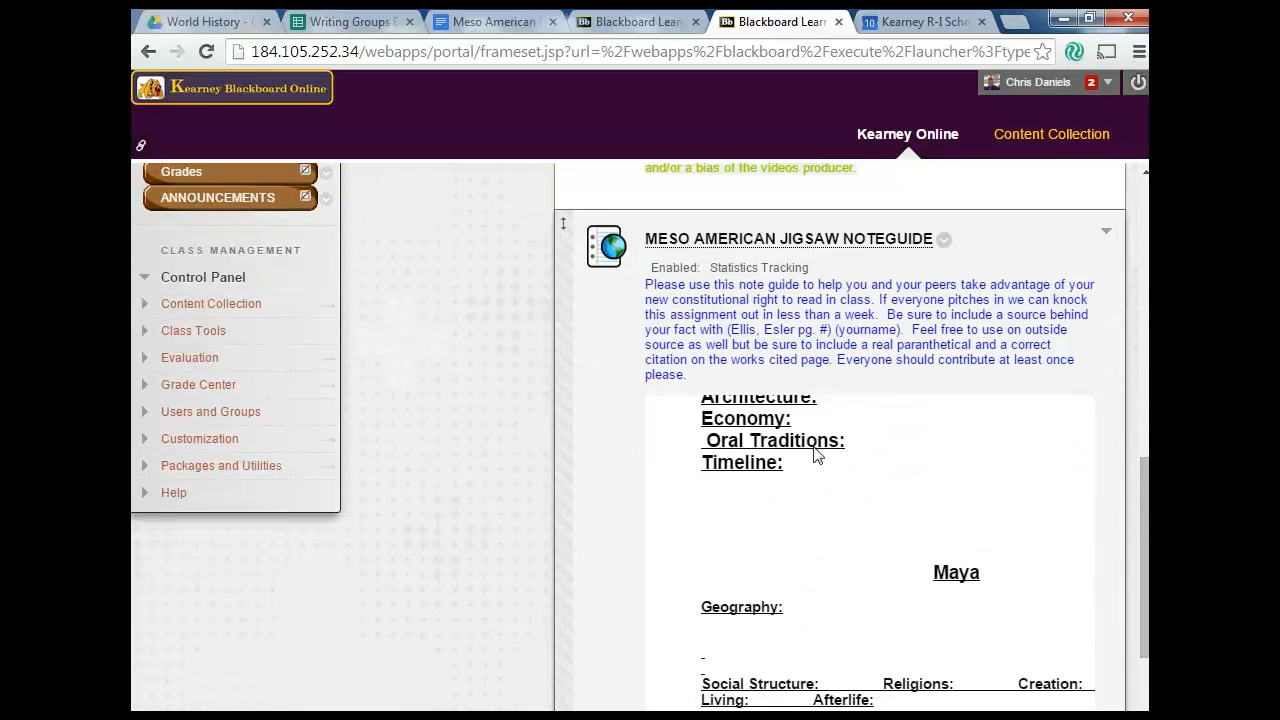 World History - G
Writing Groups E
Meso American
Blackboard Learn
Blackboard Learn
Kearney R-I Sche
184.105.252.34/webapps/portal/frameset.jsp?url=%2Fwebapps%2Fblackboard%2Fexecute%2Flauncher%3Ftype
Kearney Blackboard Online
Chris Daniels 2
Kearney Online
Content Collection
Grades
ANNOUNCEMENTS
CLASS MANAGEMENT
Control Panel
Content Collection
Class Tools
Evaluation
Grade Center
Users and Groups
Customization
Packages and Utilities
Help
and/or a bias of the videos producer.
MESO AMERICAN JIGSAW NOTEGUIDE
Enabled: Statistics Tracking
Please use this note guide to help you and your peers take advantage of your
new constitutional right to read in class. If everyone pitches in we can knock
this assignment out in less than a week. Be sure to include a source behind
your fact with (Ellis, Esler pg. #) (yourname). Feel free to use on outside
source as well but be sure to include a real paranthetical and a correct
citation on the works cited page. Everyone should contribute at least once
please.
Architecture:
Economy:
Oral Traditions:
Timeline:
Maya
Geography:
Social Structure: Religions: Creation:
Living: Afterlife: